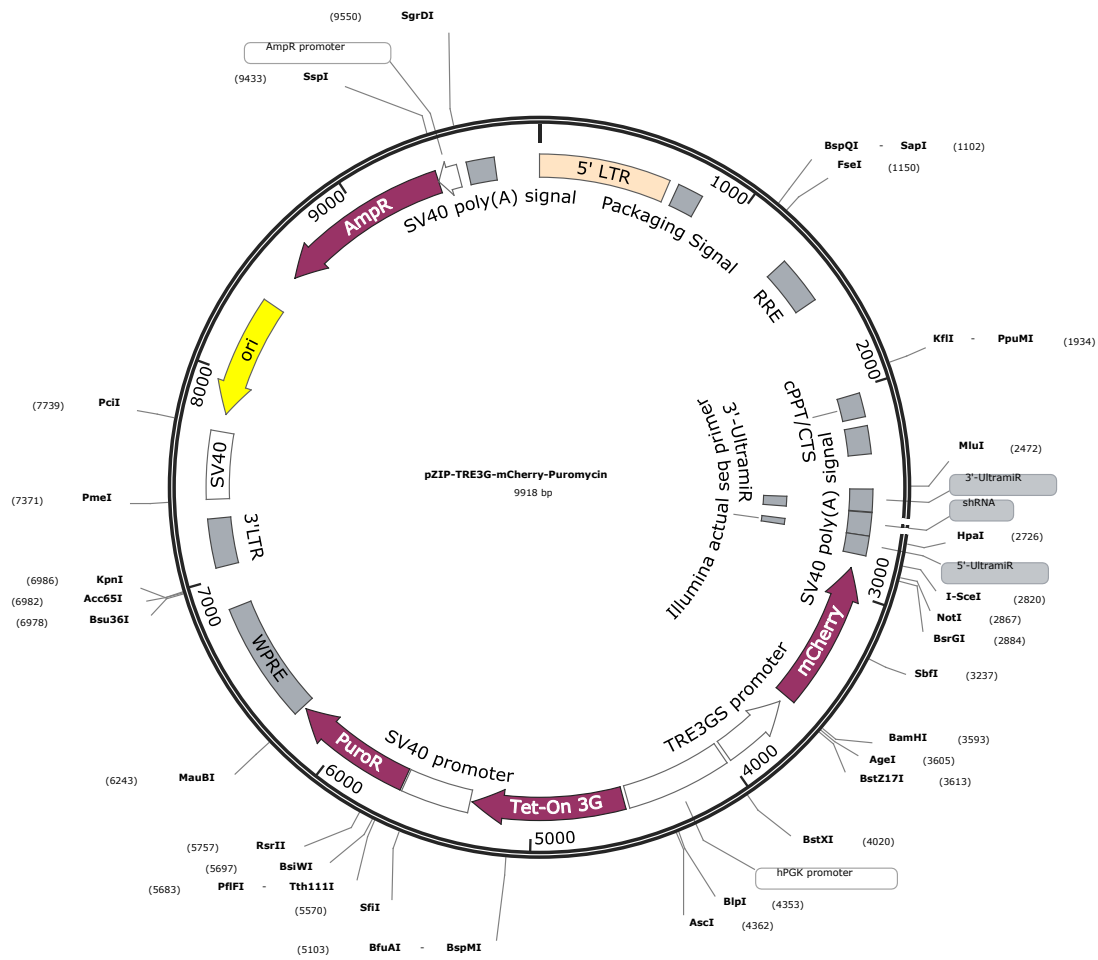 (9550) SgrDI
AmpR promoter
(9433) SspI
BspQI - SapI (1102)
FseI (1150)
5' LTR
1000
9000
AmpR
SV40 poly(A) signal
Packaging Signal
RRE
KflI - PpuMI (1934)
2000
ori
8000
cPPT/CTS
(7739) PciI
3'-UltramiR
SV40 poly(A) signal
MluI (2472)
SV40
pZIP-TRE3G-mCherry-Puromycin
9918 bp
3'-UltramiR
(7371) PmeI
shRNA
Illumina actual seq primer
HpaI (2726)
3'LTR
5'-UltramiR
3000
(6986) KpnI
I-SceI (2820)
(6982) Acc65I
7000
NotI (2867)
(6978) Bsu36I
BsrGI (2884)
mCherry
WPRE
SbfI (3237)
TRE3GS promoter
BamHI (3593)
SV40 promoter
PuroR
4000
AgeI (3605)
(6243) MauBI
6000
BstZ17I (3613)
Tet-On 3G
5000
BstXI (4020)
(5757) RsrII
(5697) BsiWI
hPGK promoter
(5683) PflFI - Tth111I
BlpI (4353)
(5570) SfiI
AscI (4362)
(5103) BfuAI - BspMI